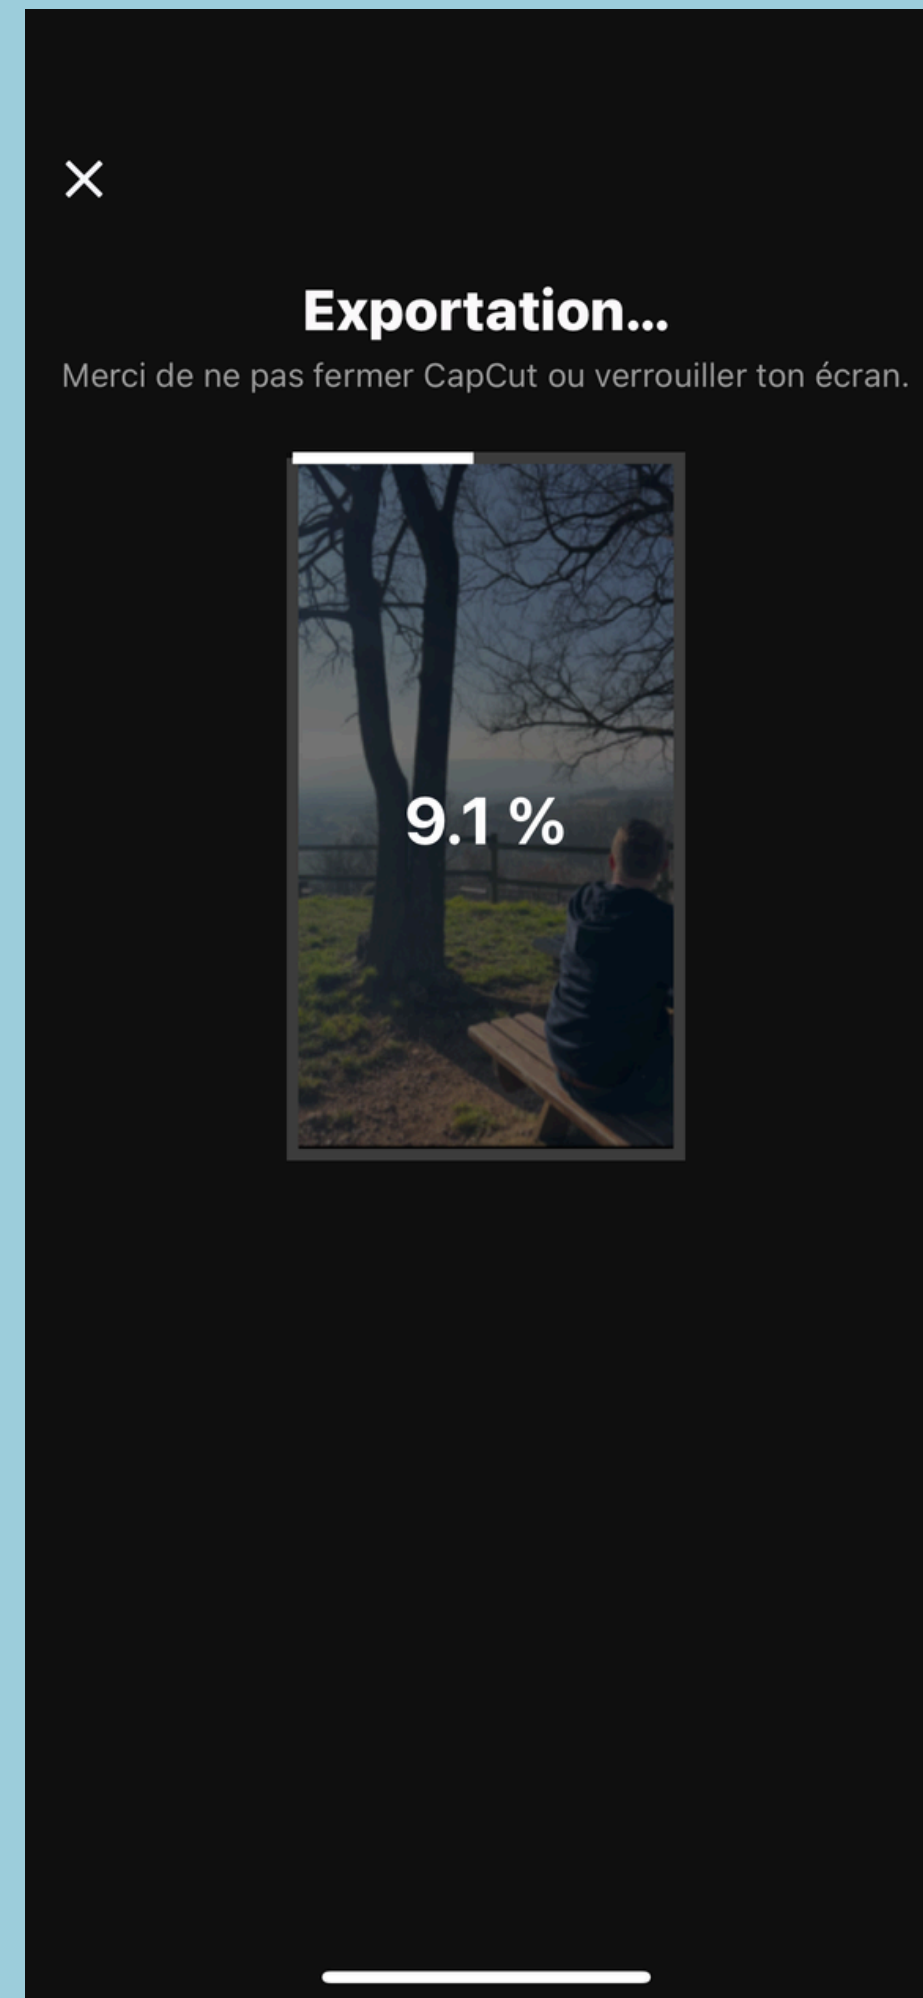 Exportation...
Merci de ne pas fermer CapCut ou verrouiller ton écran.
9.1 %